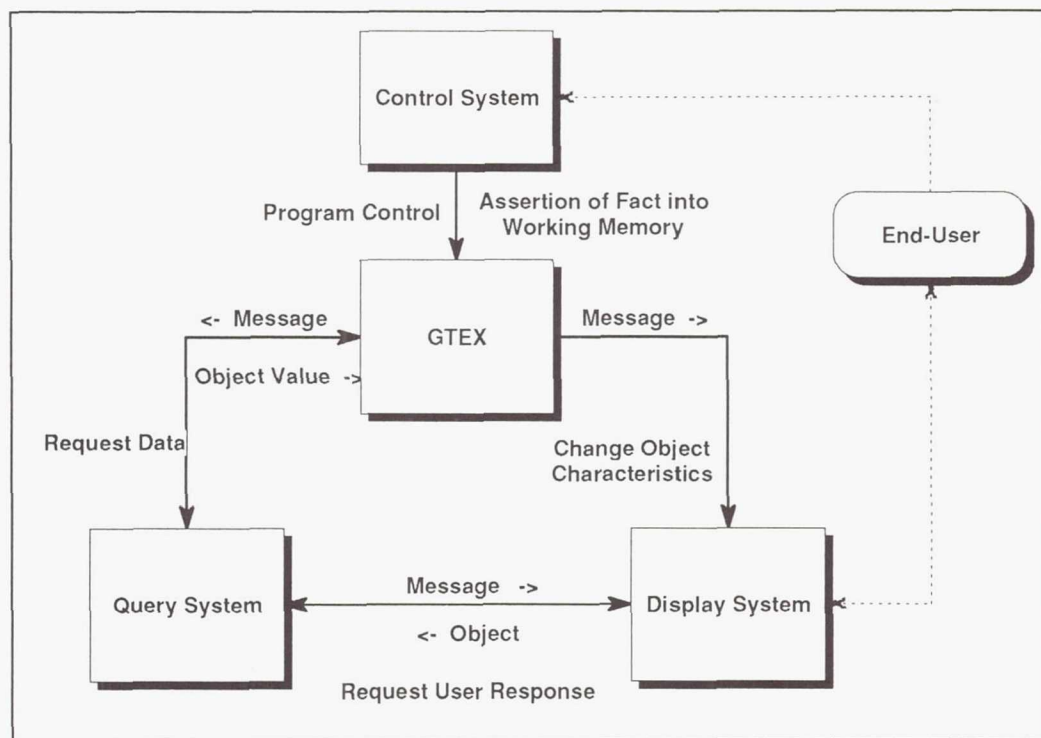 Control System
Program Control
Assertion of Fact into
Working Memory
End-User
<- Message
GTEX
Message ->
Object Value ->
Request Data
Change Object
Characteristics
Query System
Message ->
Display System
<- Object
Request User Response